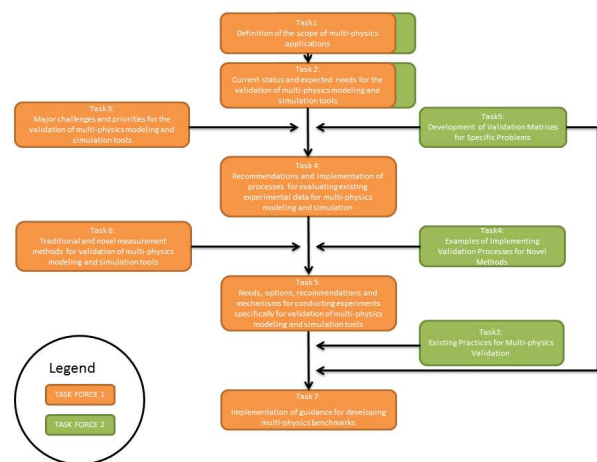 Task1:
Definition of the scope of multi-physics
applications
Task 2:
Current status and expected needs for the
validation of multi-physics modeling and
simulation tools
Task 3:
Major challenges and priorities for the
validation of multi-physics modeling and
simulation tools
Task5:
Development of Validation Matrices
for Specific Problems
Task 4:
Recommendations and implementation of
processes for evaluating existing
experimental data for multi-physics
modeling and simulation
Task 6:
Traditional and novel measurement
methods for validation of multi-physics
modeling and simulation tools
Task4:
Examples of Implementing
Validation Processes for Novel
Methods
Task 5:
Needs, options, recommendations and
mechanisms for conducting experiments
specifically for validation of multi-physics
modeling and simulation tools
Task3:
Existing Practices for Multi-physics
Validation
Task 7:
Implementation of guidance for developing
multi-physics benchmarks
Legend
TASK FORCE 1
TASK FORCE 2